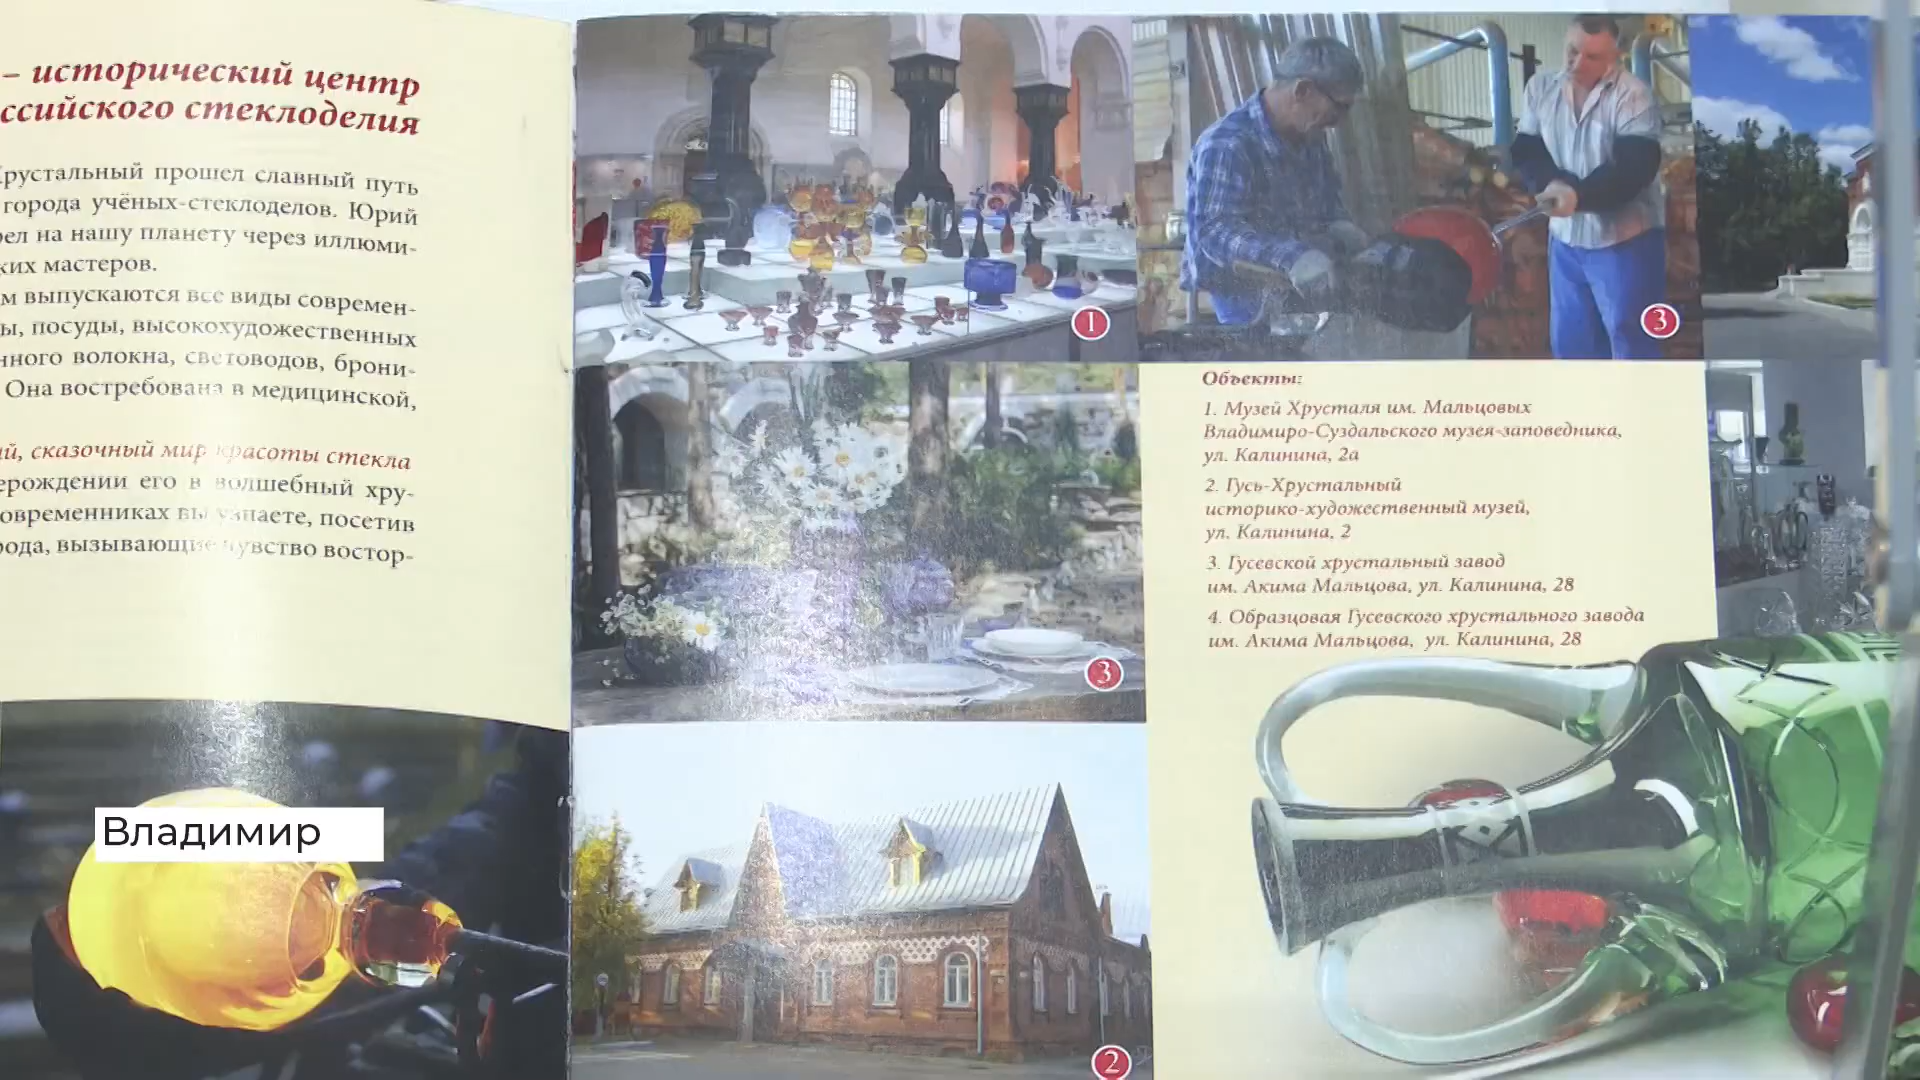 – исторический центр
ссийского стеклоделия
Хрустальный прошел славный путь
города учёных-стеклоделов. Юрий
рел на нашу планету через иллюми-
ких мастеров.
м выпускаются все виды современ-
ы, посуды, высокохудожественных
нного волокна, световодов, брони-
Она востребована в медицинской,
ий, сказочный мир красоты стекла
ерождении его в волшебный хру-
овременниках вы узнаете, посетив
рода, вызывающие чувство востор-
Владимир
1
3
3
2
Объекты:
1. Музей Хрусталя им. Мальцовых
Владимиро-Суздальского музея-заповедника,
ул. Калинина, 2а
2. Гусь-Хрустальный
историко-художественный музей,
ул. Калинина, 2
3. Гусевской хрустальный завод
им. Акима Мальцова, ул. Калинина, 28
4. Образцовая Гусевского хрустального завода
им. Акима Мальцова, ул. Калинина, 28